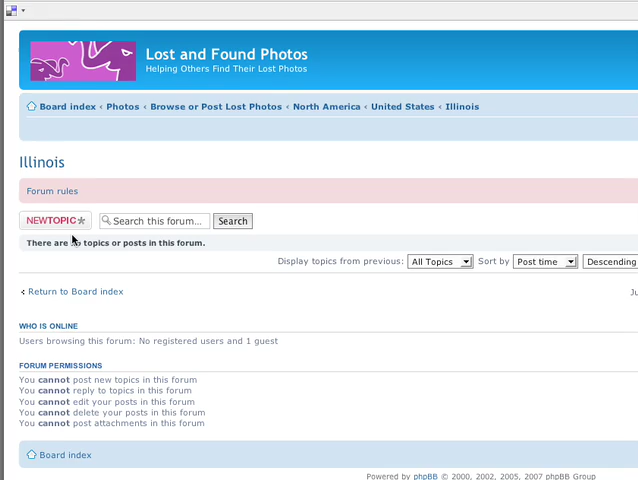 Lost and Found Photos
Helping Others Find Their Lost Photos
Board index ‹ Photos ‹ Browse or Post Lost Photos ‹ North America ‹ United States ‹ Illinois
Illinois
Forum rules
NEWTOPIC* Search this forum... Search
There are topics or posts in this forum.
Display topics from previous: All Topics Sort by Post time Descending
Return to Board index
WHO IS ONLINE
Users browsing this forum: No registered users and 1 guest
FORUM PERMISSIONS
You cannot post new topics in this forum
You cannot reply to topics in this forum
You cannot edit your posts in this forum
You cannot delete your posts in this forum
You cannot post attachments in this forum
Board index
Powered by phpBB © 2000, 2002, 2005, 2007 phpBB Group